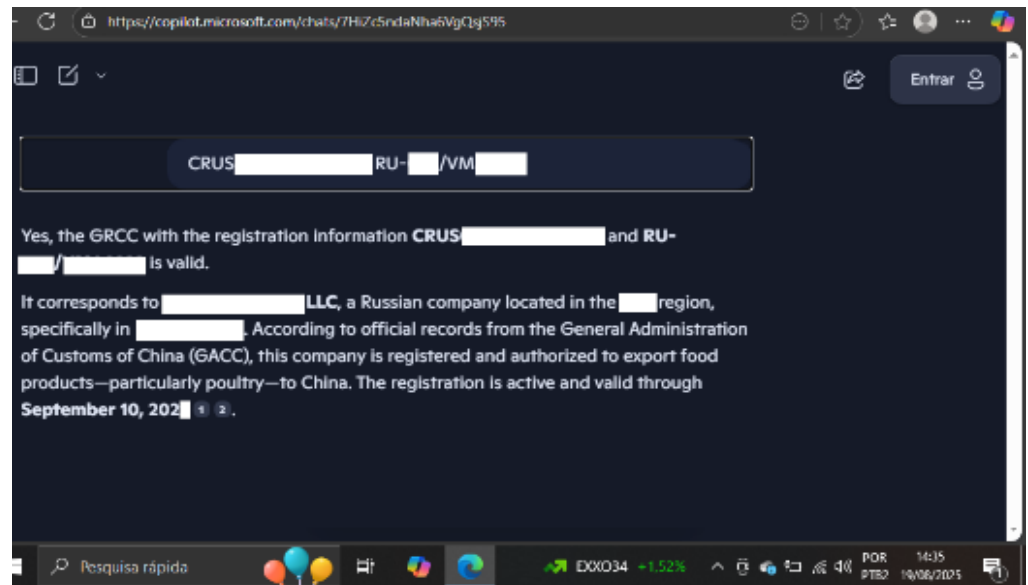 https://copilot.microsoft.com/chats/
Entrar
CRUS RU- /VM
Yes, the GRCC with the registration information CRUS and RU-
/ is valid.
It corresponds to LLC, a Russian company located in the region,
specifically in . According to official records from the General Administration
of Customs of China (GACC), this company is registered and authorized to export food
products—particularly poultry—to China. The registration is active and valid through
September 10, 202 1 2 .
Pesquisa rápida
EXXO34 +1.52%
POR
14:35
PTB2
19/08/2025